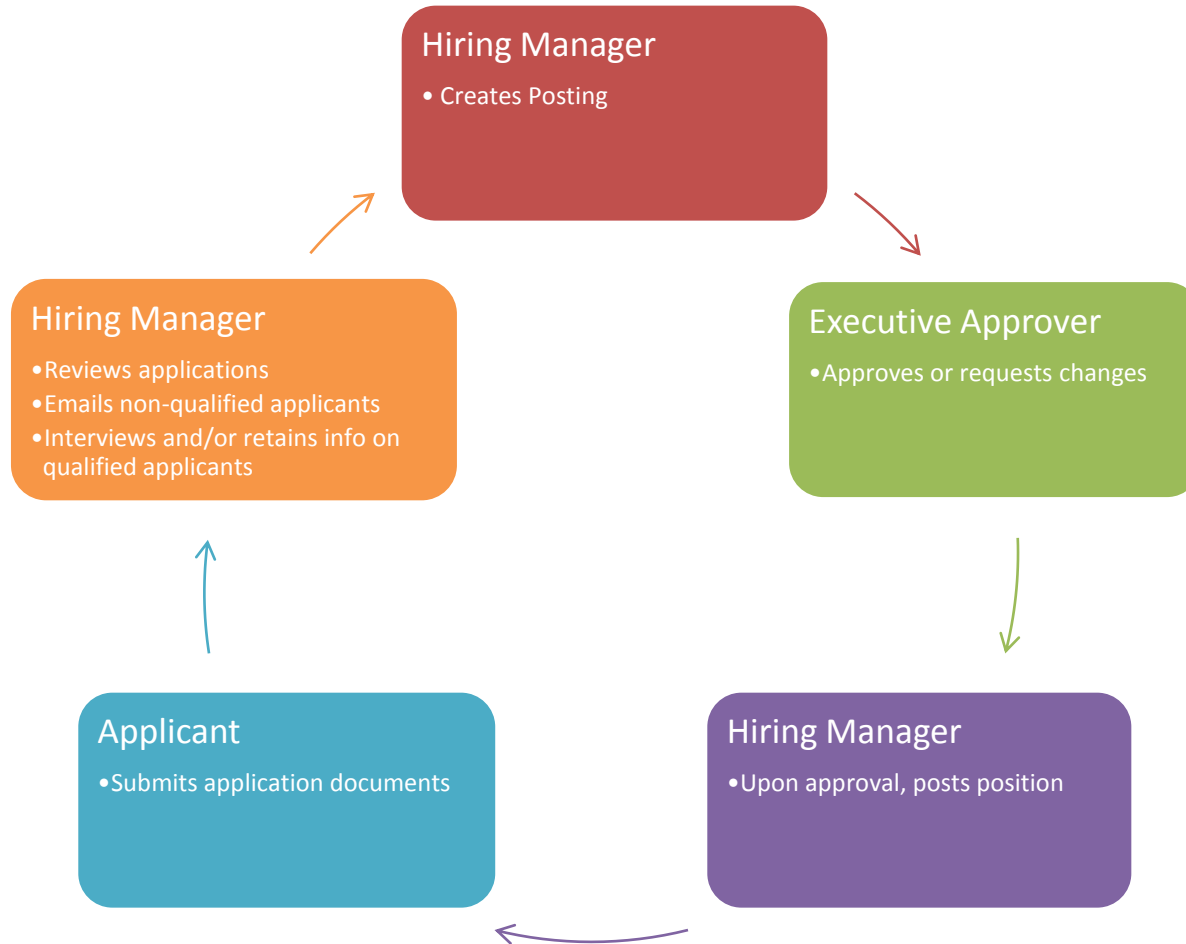 Hiring Manager
• Creates Posting
Executive Approver
•Approves or requests changes
Hiring Manager
•Upon approval, posts position
Applicant
•Submits application documents
Hiring Manager
•Reviews applications
•Emails non-qualified applicants
•Interviews and/or retains info on
qualified applicants